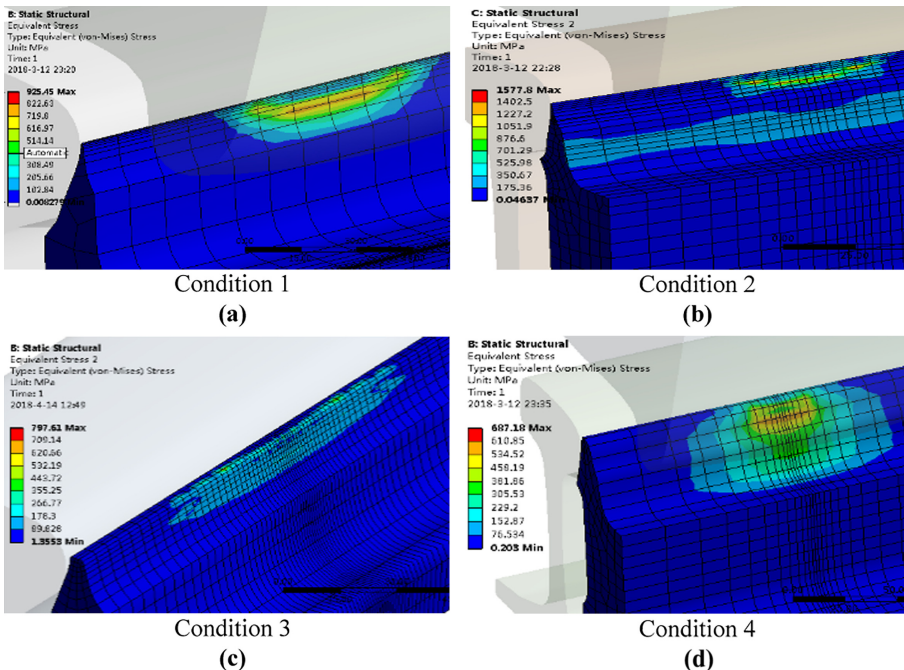 B: Static Structural
Equivalent Stress
Type: Equivalent (von-Mises) Stress
Unit: MPa
Time: 1
2018-3-12 23:20
925.45 Max
822.63
719.8
616.97
514.14
Automatic
308.49
205.66
102.84
Condition 1
(a)
C: Static Structural
Equivalent Stress 2
Type: Equivalent (von-Mises) Stress
Unit: MPa
Time: 1
2018-3-12 22:28
1577.8 Max
1402.5
1227.2
1051.9
876.6
701.29
525.98
350.67
175.36
0.04637
Condition 2
(b)
B: Static Structural
Equivalent Stress 2
Type: Equivalent (von-Mises) Stress
Unit: MPa
Time: 1
2018-4-14 12:49
797.61 Max
709.14
620.66
532.19
443.72
355.25
266.77
178.3
89.828
1.3553 Min
Condition 3
(c)
B: Static Structural
Equivalent Stress
Type: Equivalent (von-Mises) Stress
Unit: MPa
Time: 1
2018-3-12 23:35
687.18 Max
610.85
534.52
458.19
381.86
305.53
229.2
152.87
76.534
0.203 Min
Condition 4
(d)